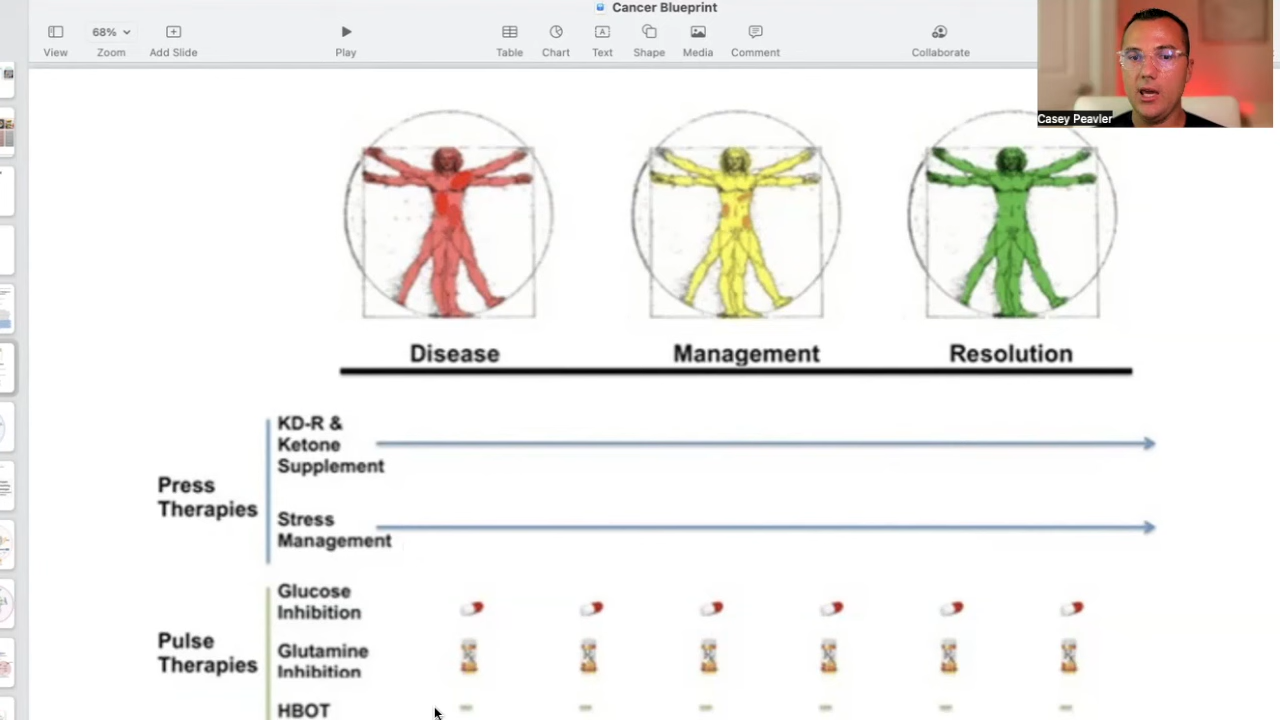 Cancer Blueprint
68%
View
Zoom
Add Slide
Play
Table
Chart
Text
Shape
Media
Comment
Collaborate
Casey Peavler
Disease
Management
Resolution
Press
Therapies
KD-R &
Ketone
Supplement
Stress
Management
Pulse
Therapies
Glucose
Inhibition
Glutamine
Inhibition
HBOT